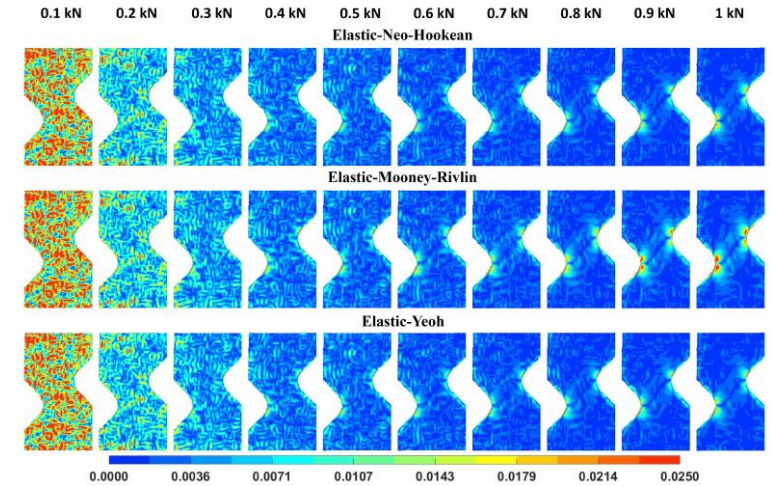 0.1 kN 0.2 kN 0.3 kN 0.4 kN 0.5 kN 0.6 kN 0.7 kN 0.8 kN 0.9 kN 1 kN
Elastic-Neo-Hookean
Elastic-Mooney-Rivlin
Elastic-Yeoh
0.0000 0.0036 0.0071 0.0107 0.0143 0.0179 0.0214 0.0250